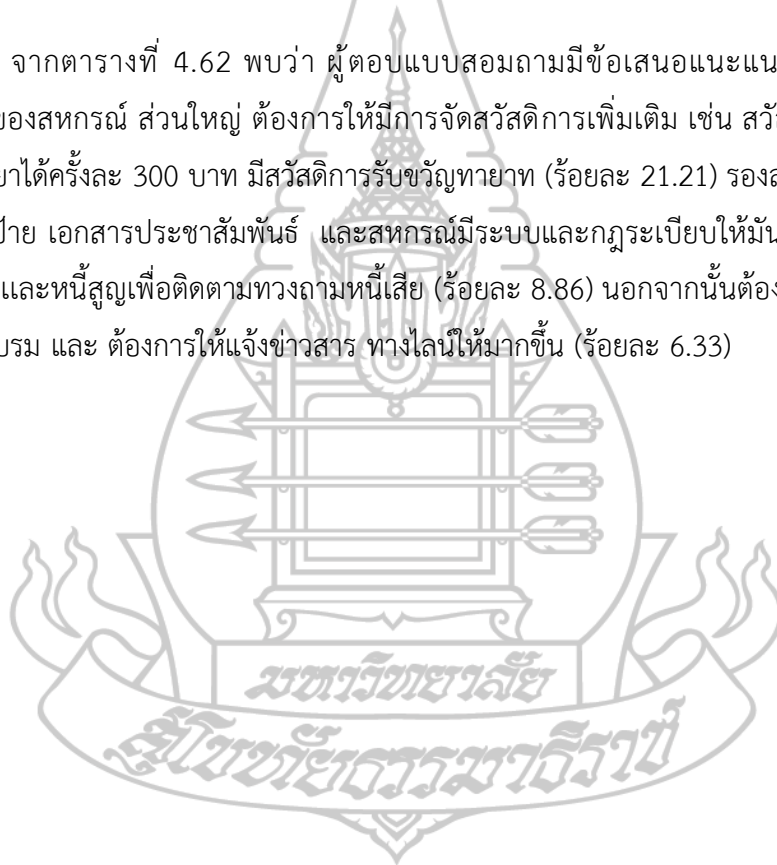 จากตารางที่ 4.62 พบว่า ผู้ตอบแบบสอบถามมีข้อเสนอแนะแน
ของสหกรณ์ ส่วนใหญ่ ต้องการให้มีการจัดสวัสดิการเพิ่มเติม เช่น
ยาได้ครั้งละ 300 บาท มีสวัสดิการรับขวัญทายาท (ร้อยละ 21.21)
ป้าย เอกสารประชาสัมพันธ์ และสหกรณ์มีระบบและกฎระเบียบให้มัน
และหนี้สูญเพื่อติดตามทวงถามหนี้เสีย (ร้อยละ 8.86) นอกจากนั้นต้อง
บรม และ ต้องการให้แจ้งข่าวสาร ทางไลน์ให้มากขึ้น (ร้อยละ 6.33)
มหาวิทยาลัย
สุโขทัยธรรมาธิราช